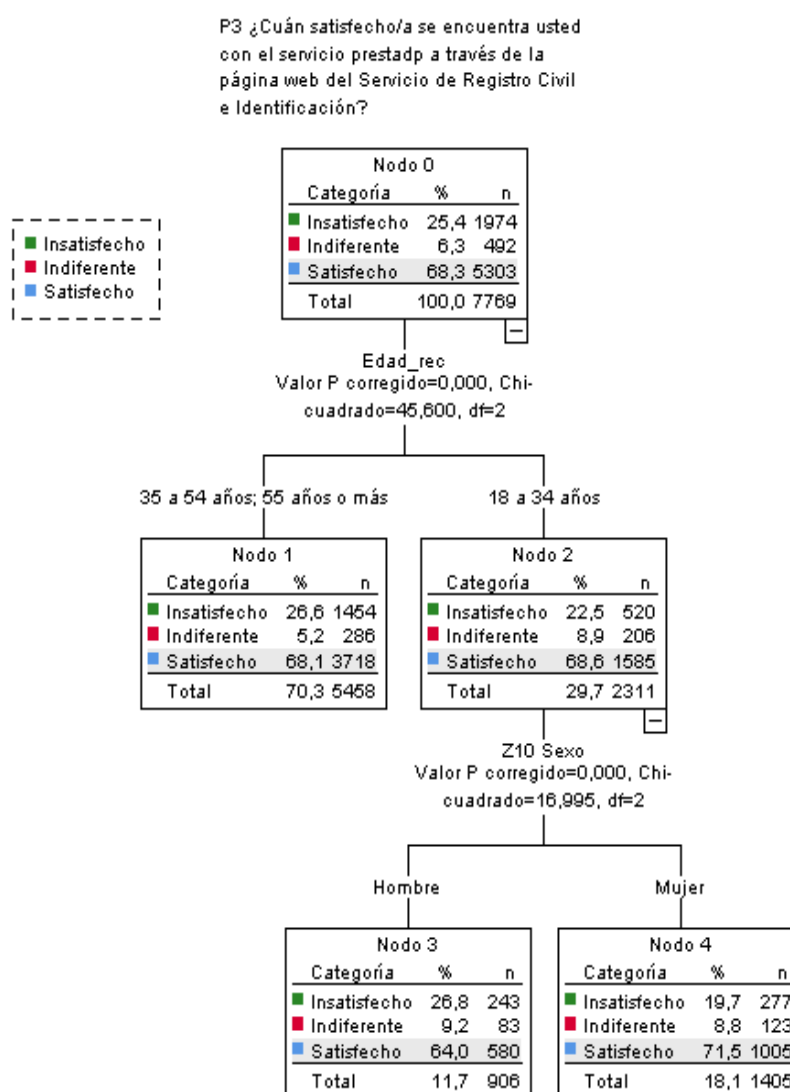 P3 ¿Cuán satisfecho/a se encuentra usted
con el servicio prestadp a través de la
página web del Servicio de Registro Civil
e Identificación?
Insatisfecho
Indiferente
Satisfecho
Nodo 0
Categoría % n
Insatisfecho 25,4 1974
Indiferente 6,3 492
Satisfecho 68,3 5303
Total 100,0 7769
Edad_rec
Valor P corregido=0,000, Chi-
cuadrado=45,600, df=2
35 a 54 años; 55 años o más
18 a 34 años
Nodo 1
Categoría % n
Insatisfecho 26,6 1454
Indiferente 5,2 286
Satisfecho 68,1 3718
Total 70,3 5458
Nodo 2
Categoría % n
Insatisfecho 22,5 520
Indiferente 8,9 206
Satisfecho 68,6 1585
Total 29,7 2311
Z10 Sexo
Valor P corregido=0,000, Chi-
cuadrado=16,995, df=2
Hombre
Mujer
Nodo 3
Categoría % n
Insatisfecho 26,8 243
Indiferente 9,2 83
Satisfecho 64,0 580
Total 11,7 906
Nodo 4
Categoría % n
Insatisfecho 19,7 277
Indiferente 8,8 123
Satisfecho 71,5 1005
Total 18,1 1405